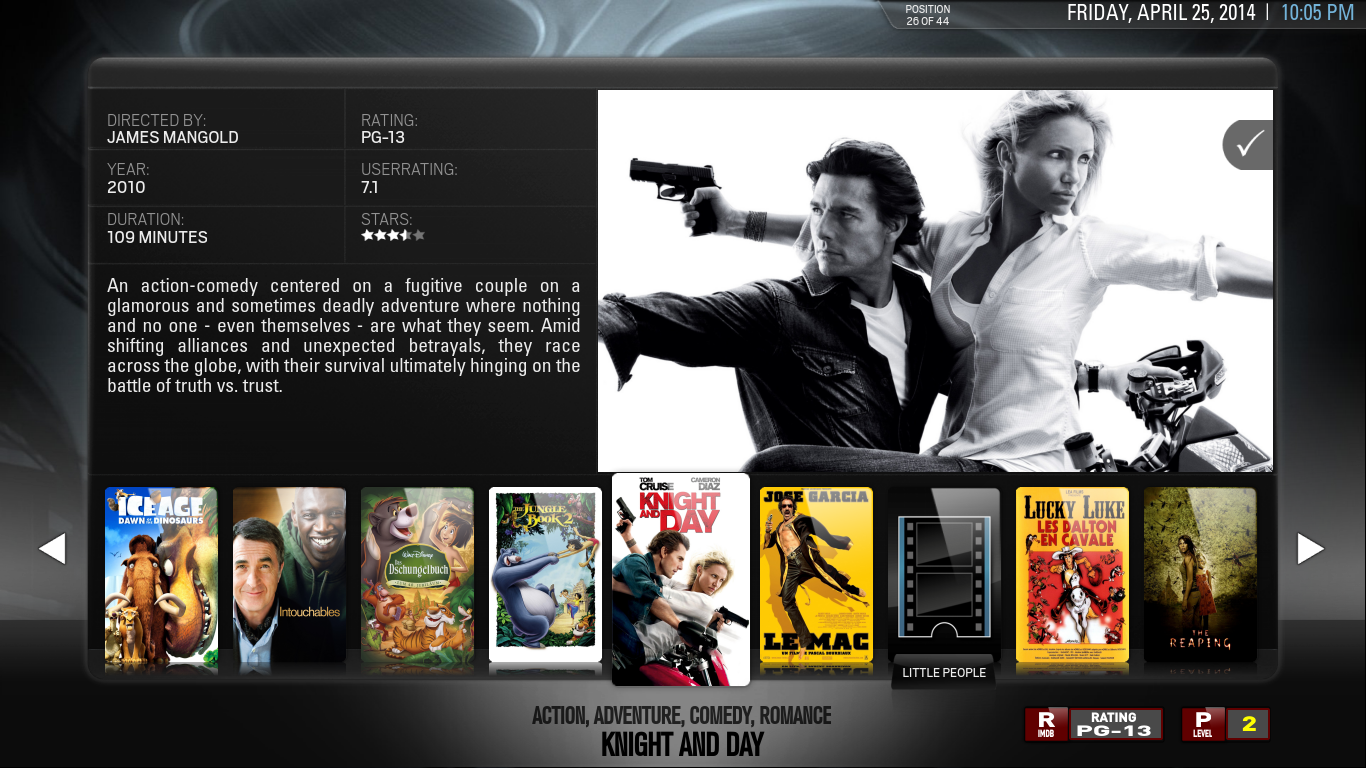 POSITION
26 OF 44
FRIDAY, APRIL 25, 2014 | 10:05 PM
DIRECTED BY:
JAMES MANGOLD
RATING:
PG-13
YEAR:
2010
USERRATING:
7.1
DURATION:
109 MINUTES
STARS:
An action-comedy centered on a fugitive couple on a
glamorous and sometimes deadly adventure where nothing
and no one - even themselves - are what they seem. Amid
shifting alliances and unexpected betrayals, they race
across the globe, with their survival ultimately hinging on the
battle of truth vs. trust.
ICE AGE
DAWN OF THE DINOSAURS
Intouchables
Walt Disney
Das
Dschungelbuch
THE JUNGLE
BOOK 2
TOM CRUISE
CAMERON DIAZ
KNIGHT
AND DAY
JOSE GARCIA
LE MAC
LITTLE PEOPLE
LUCKY LUKE
LES DALTON
EN CAVALE
THE
REAPING
ACTION, ADVENTURE, COMEDY, ROMANCE
KNIGHT AND DAY
R
IMDB
RATING
PG-13
P
LEVEL
2